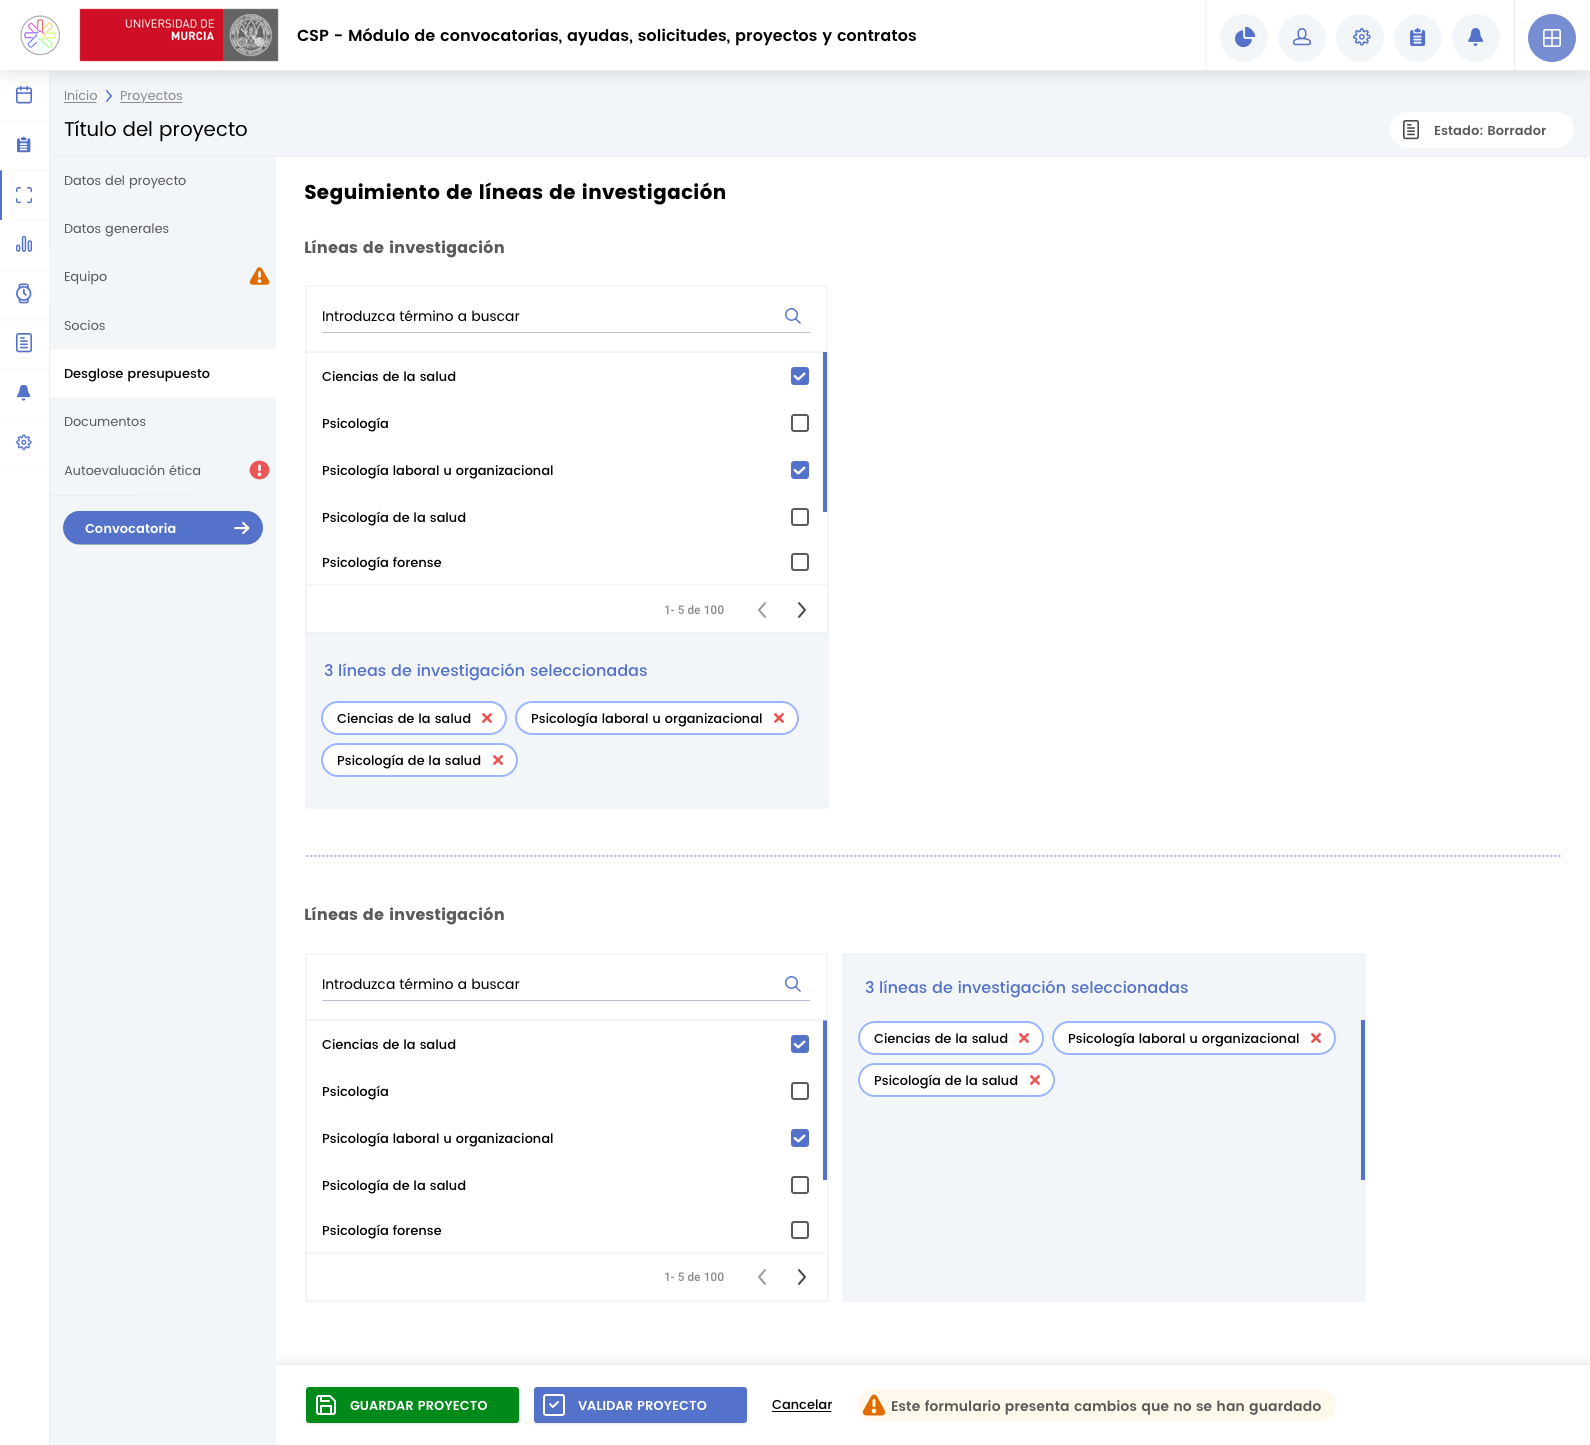 UNIVERSIDAD DE
MURCIA
CSP - Módulo de convocatorias, ayudas, solicitudes, proyectos y contratos
Inicio Proyectos
Título del proyecto
Estado: Borrador
Datos del proyecto
Datos generales
Equipo
Socios
Desglose presupuesto
Documentos
Autoevaluación ética
Convocatoria
Seguimiento de líneas de investigación
Líneas de investigación
Introduzca término a buscar
Ciencias de la salud
Psicología
Psicología laboral u organizacional
Psicología de la salud
Psicología forense
1- 5 de 100
3 líneas de investigación seleccionadas
Ciencias de la salud Psicología laboral u organizacional
Psicología de la salud
Líneas de investigación
Introduzca término a buscar
Ciencias de la salud
Psicología
Psicología laboral u organizacional
Psicología de la salud
Psicología forense
1- 5 de 100
3 líneas de investigación seleccionadas
Ciencias de la salud Psicología laboral u organizacional
Psicología de la salud
GUARDAR PROYECTO VALIDAR PROYECTO Cancelar Este formulario presenta cambios que no se han guardado